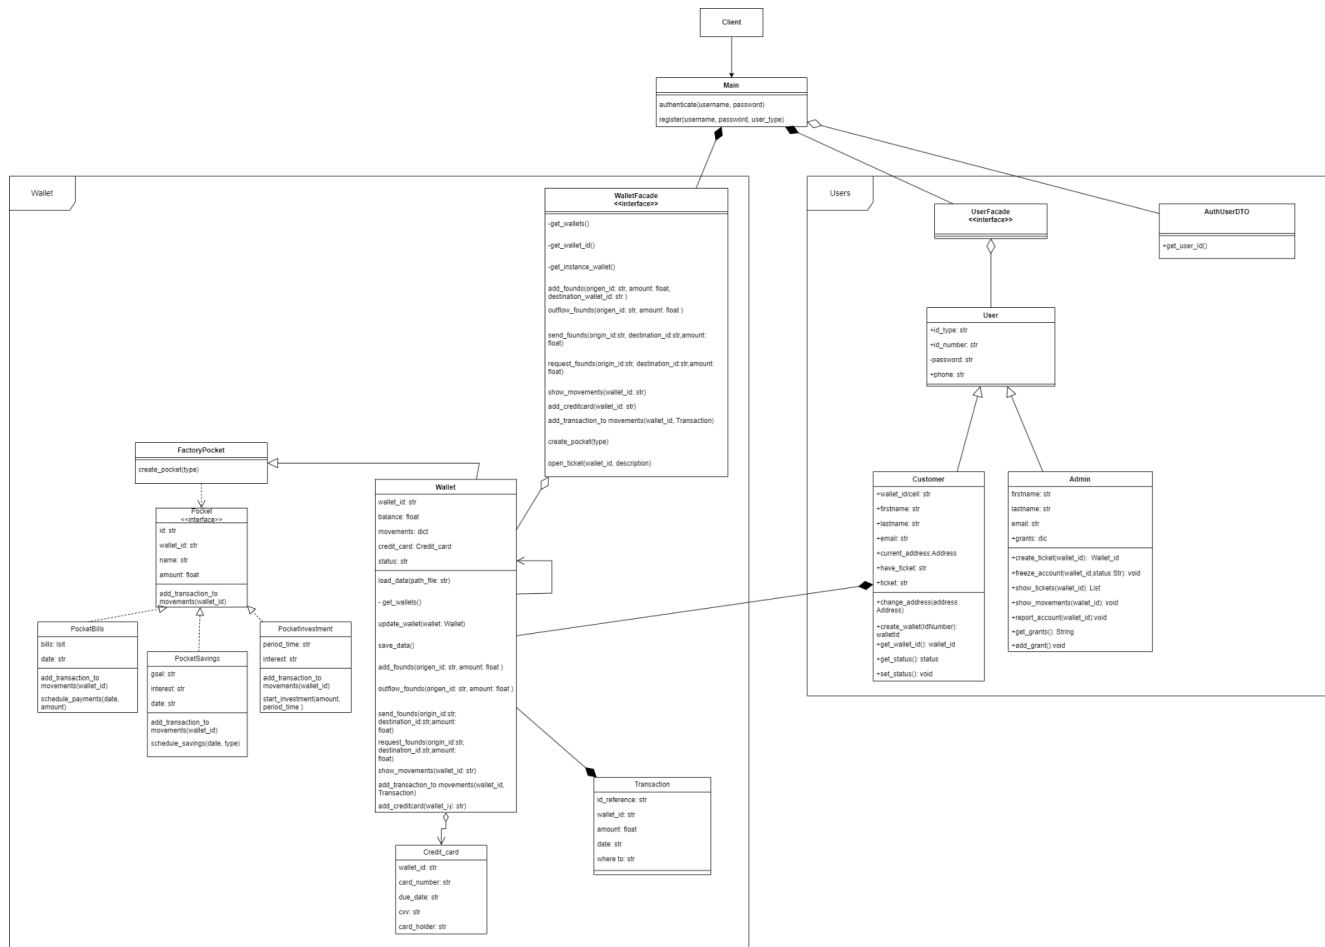 Client
Main
authenticate(username, password)
register(username, password, user_type)
Wallet
WalletFacade
<<interface>>
-get_wallets()
-get_wallet_id()
-get_instance_wallet()
add_founds(origen_id: str, amount: float,
destination_wallet_id: str )
outflow_founds(origen_id: str, amount: float )
send_founds(origin_id:str, destination_id:str,amount:
float)
request_founds(origin_id:str, destination_id:str,amount:
float)
show_movements(wallet_id: str)
add_creditcard(wallet_id: str)
add_transaction_to movements(wallet_id, Transaction)
create_pocket(type)
open_ticket(wallet_id, description)
FactoryPocket
create_pocket(type)
Pocket
<<interface>>
id: str
wallet_id: str
name: str
amount: float
add_transaction_to
movements(wallet_id)
PocketBills
bills: lsit
date: str
add_transaction_to
movements(wallet_id)
schedule_payments(date,
amount)
PocketSavings
goal: str
interest: str
date: str
add_transaction_to
movements(wallet_id)
schedule_savings(date, type)
PocketInvestment
period_time: str
interest: str
add_transaction_to
movements(wallet_id)
start_investment(amount,
period_time )
Wallet
wallet_id: str
balance: float
movements: dict
credit_card: Credit_card
status: str
load_data(path_file: str)
- get_wallets()
update_wallet(wallet: Wallet)
save_data()
add_founds(origen_id: str, amount: float )
outflow_founds(origen_id: str, amount: float )
send_founds(origin_id:str,
destination_id:str,amount:
float)
request_founds(origin_id:str,
destination_id:str,amount:
float)
show_movements(wallet_id: str)
add_transaction_to movements(wallet_id,
Transaction)
add_creditcard(wallet_id: str)
Credit_card
wallet_id: str
card_number: str
due_date: str
cvv: str
card_holder: str
Transaction
id_reference: str
wallet_id: str
amount: float
date: str
where to: str
Users
UserFacade
<<interface>>
AuthUserDTO
+get_user_Id()
User
+id_type: str
+id_number: str
-password: str
+phone: str
Customer
+wallet_id/cell: str
+firstname: str
+lastname: str
+email: str
+current_address:Address
+have_ticket: str
+ticket: str
+change_address(address:
Address)
+create_wallet(IdNumber):
walletId
+get_wallet_id(): wallet_id
+get_status(): status
+set_status(): void
Admin
firstname: str
lastname: str
email: str
+grants: dic
+create_ticket(wallet_id):  Wallet_id
+freeze_account(wallet_id,status:Str): void
+show_tickets(wallet_id): List
+show_movements(wallet_id): void
+report_account(wallet_id):void
+get_grants(): String
+add_grant():void